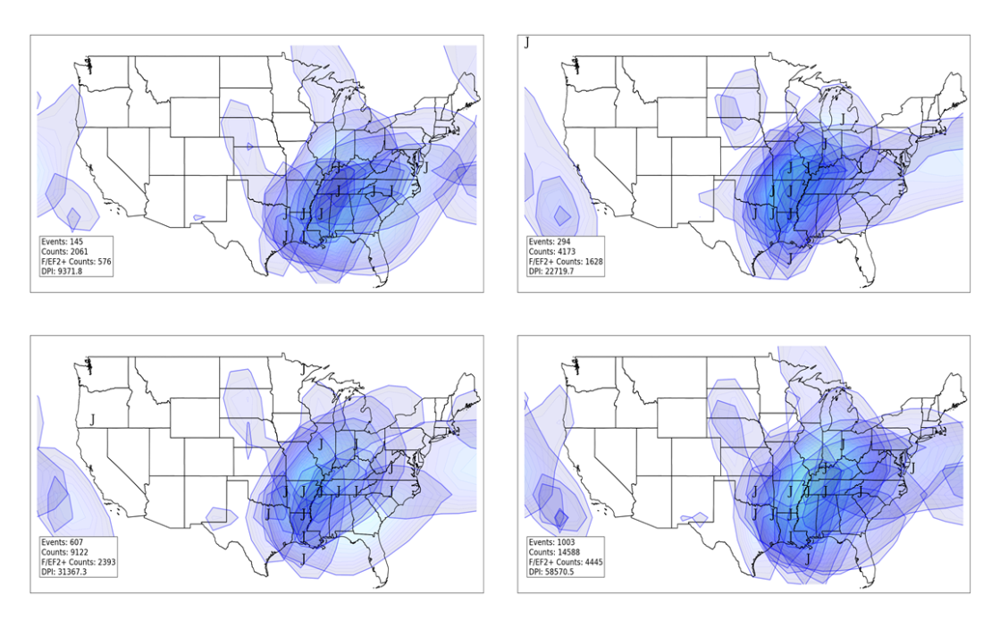 J
J
J
J J
J J J
J J J
J J
Events: 145
Counts: 2061
F/EF2+ Counts: 576
DPI: 9371.8
J
J
J J
J J J
J J
J J J
J
Events: 294
Counts: 4173
F/EF2+ Counts: 1628
DPI: 22719.7
J
J
J J
J
J J J J J J
J J
J
J
Events: 607
Counts: 9122
F/EF2+ Counts: 2393
DPI: 31367.3
J
J J
J J J J
J J J
J
J
Events: 1003
Counts: 14588
F/EF2+ Counts: 4445
DPI: 58570.5